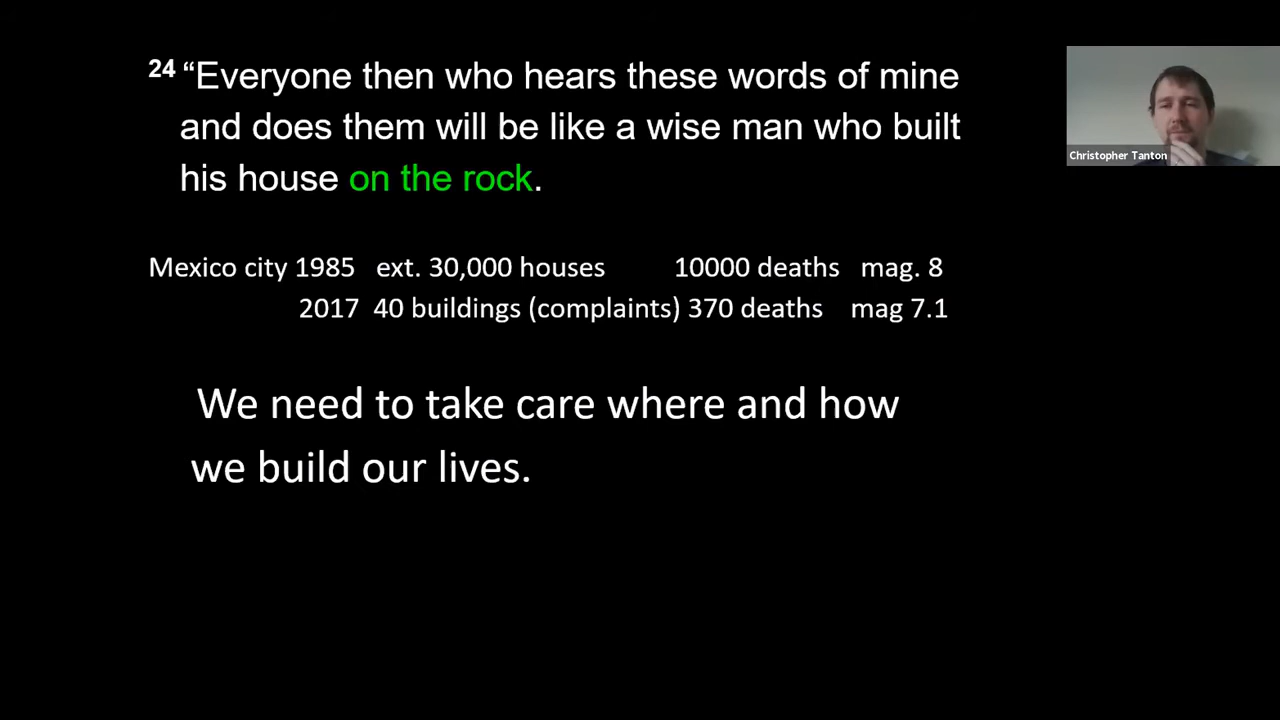 24 “Everyone then who hears these words of mine
and does them will be like a wise man who built
his house on the rock.
Christopher Tanton
Mexico city 1985 ext. 30,000 houses 10000 deaths mag. 8
2017 40 buildings (complaints) 370 deaths mag 7.1
We need to take care where and how
we build our lives.